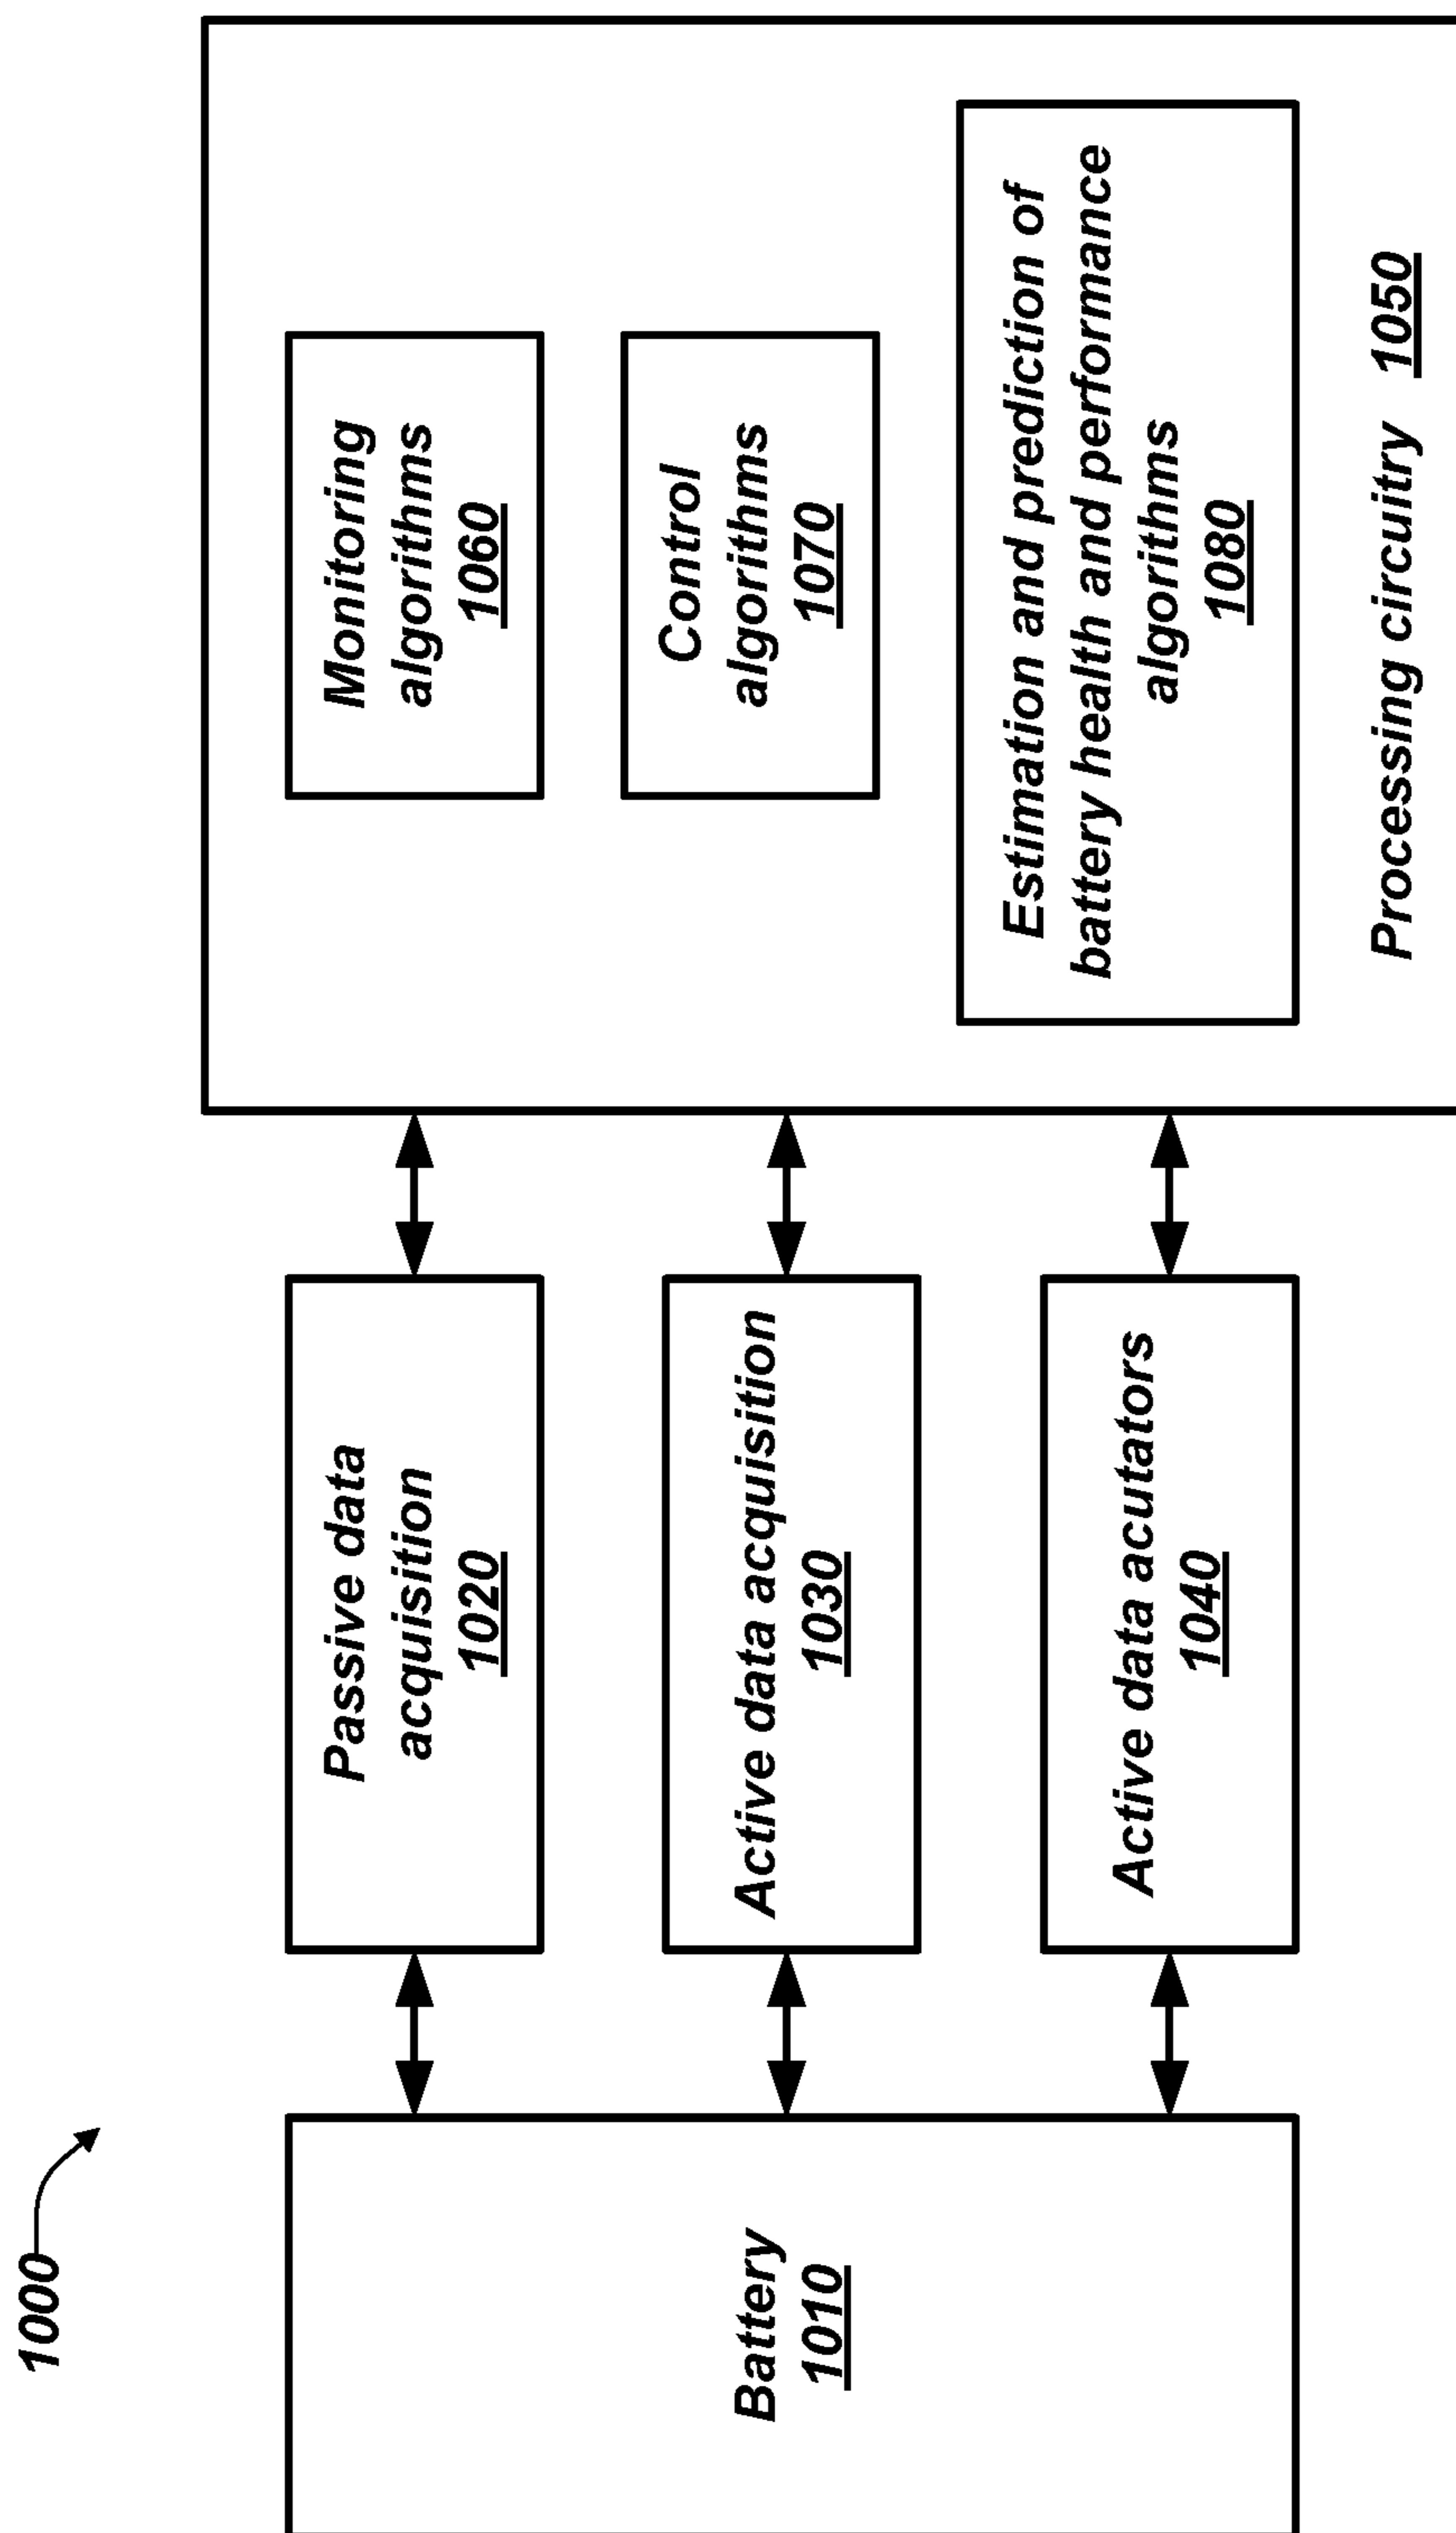 1000
Battery
1010
Passive data
acquisition
1020
Active data acquisition
1030
Active data acutators
1040
Monitoring
algorithms
1060
Control
algorithms
1070
Estimation and prediction of
battery health and performance
algorithms
1080
Processing circuitry 1050